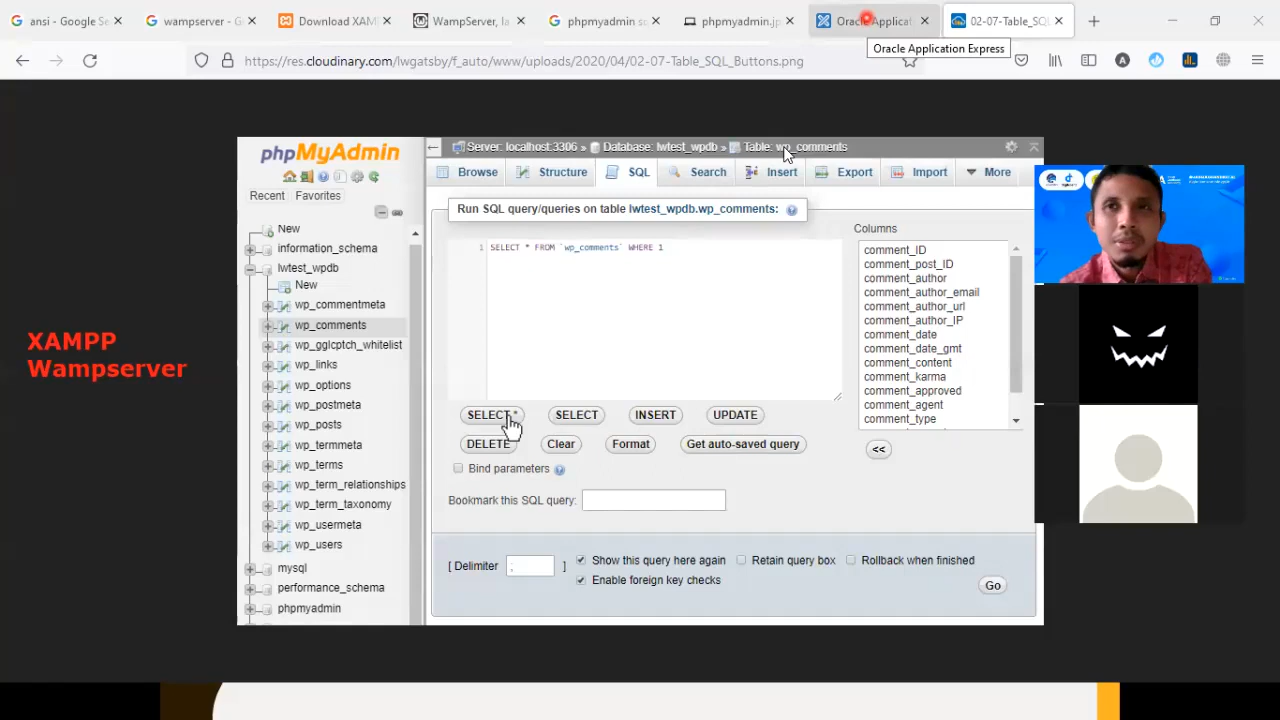 ansi - Google Se
wampserver - G
Download XAM
WampServer, la
phpmyadmin sc
phpmyadmin.jp
Oracle Applicat
02-07-Table_SQL
Oracle Application Express
https://res.cloudinary.com/lwgatsby/f_auto/www/uploads/2020/04/02-07-Table_SQL_Buttons.png
XAMPP
Wampserver
phpMyAdmin
Recent Favorites
New
information_schema
lwtest_wpdb
New
wp_commentmeta
wp_comments
wp_gglcptch_whitelist
wp_links
wp_options
wp_postmeta
wp_posts
wp_termmeta
wp_terms
wp_term_relationships
wp_term_taxonomy
wp_usermeta
wp_users
mysql
performance_schema
phpmyadmin
Server: localhost:3306 » Database: lwtest_wpdb » Table: wp_comments
Browse Structure SQL Search Insert Export Import More
Run SQL query/queries on table lwtest_wpdb.wp_comments:
1 SELECT * FROM `wp_comments` WHERE 1
Columns
comment_ID
comment_post_ID
comment_author
comment_author_email
comment_author_url
comment_author_IP
comment_date
comment_date_gmt
comment_content
comment_karma
comment_approved
comment_agent
comment_type
SELECT * SELECT INSERT UPDATE
DELETE Clear Format Get auto-saved query
<<
Bind parameters
Bookmark this SQL query:
[ Delimiter ; ]
Show this query here again Retain query box Rollback when finished
Enable foreign key checks
Go